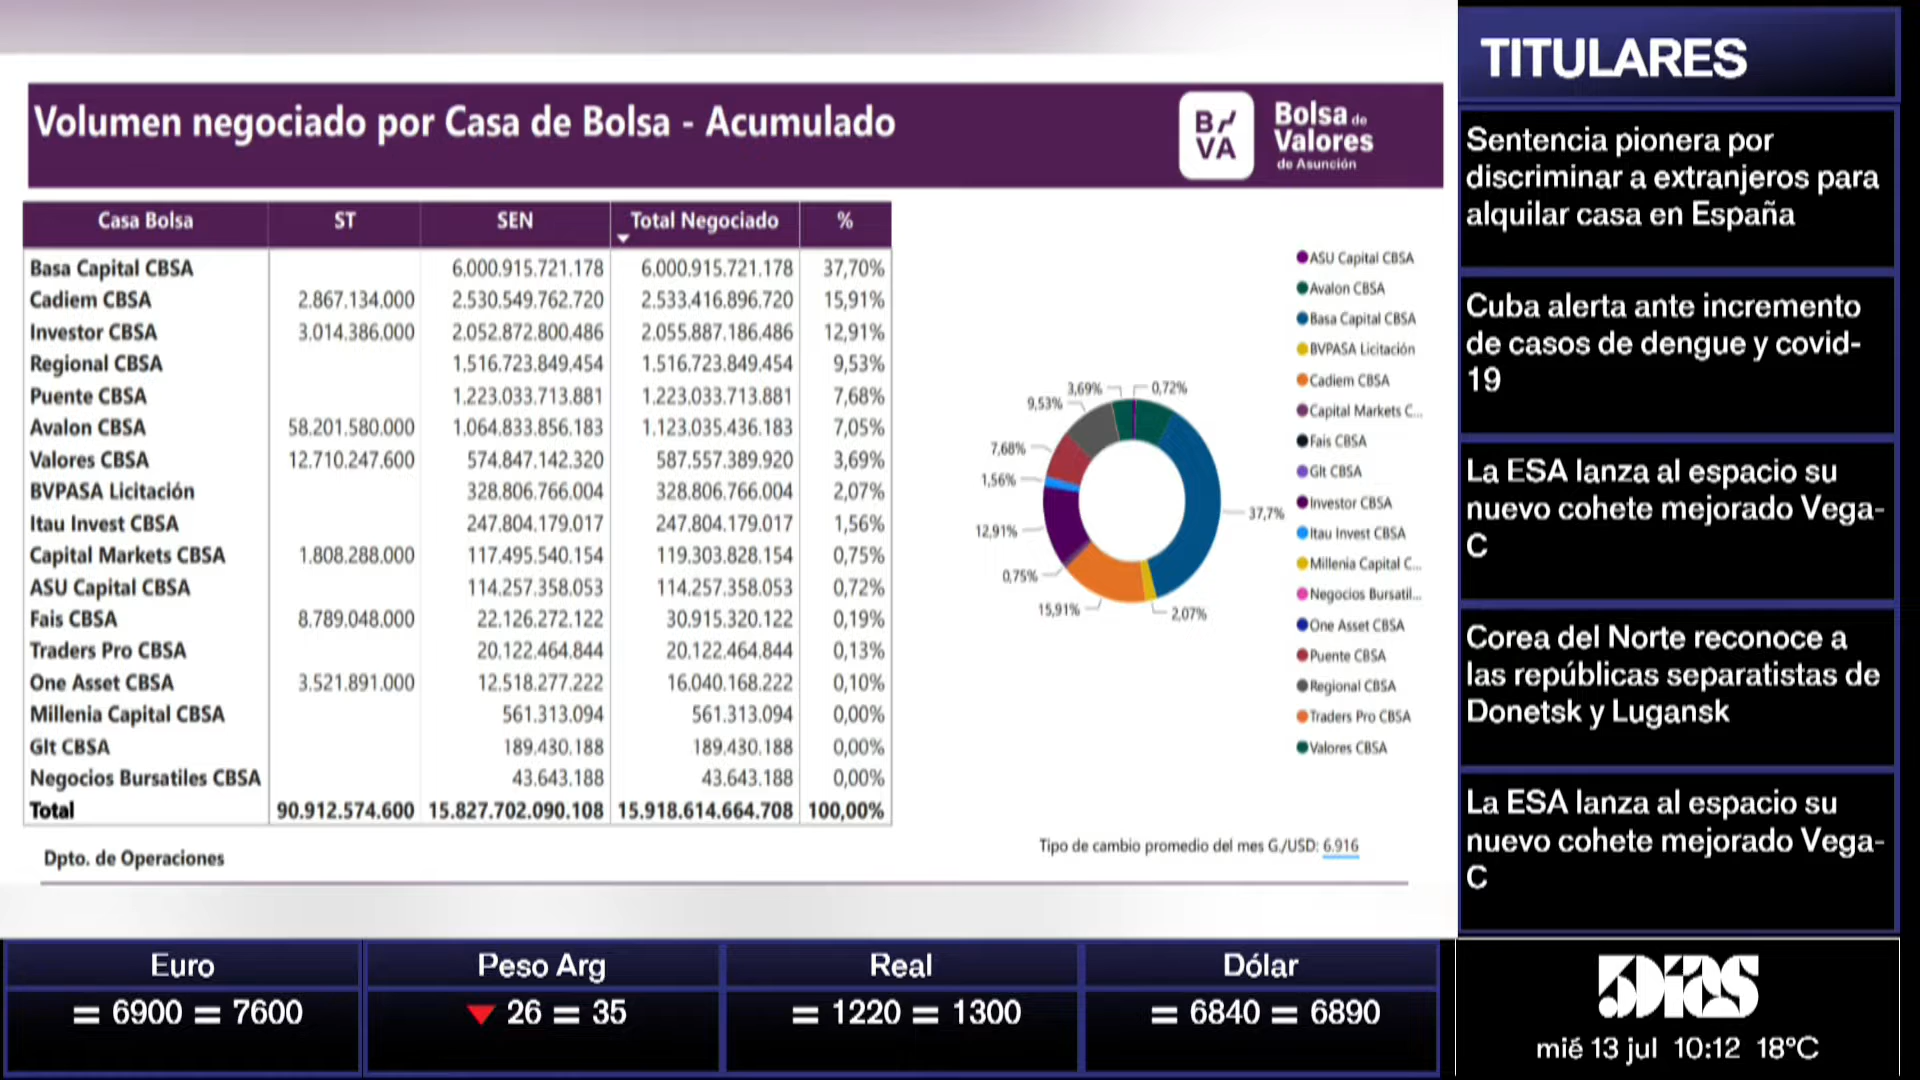 Volumen negociado por Casa de Bolsa - Acumulado
BVA
Bolsa de
Valores
de Asunción
Casa Bolsa ST SEN Total Negociado %
Basa Capital CBSA 6.000.915.721.178 6.000.915.721.178 37,70%
Cadiem CBSA 2.867.134.000 2.530.549.762.720 2.533.416.896.720 15,91%
Investor CBSA 3.014.386.000 2.052.872.800.486 2.055.887.186.486 12,91%
Regional CBSA 1.516.723.849.454 1.516.723.849.454 9,53%
Puente CBSA 1.223.033.713.881 1.223.033.713.881 7,68%
Avalon CBSA 58.201.580.000 1.064.833.856.183 1.123.035.436.183 7,05%
Valores CBSA 12.710.247.600 574.847.142.320 587.557.389.920 3,69%
BVPASA Licitación 328.806.766.004 328.806.766.004 2,07%
Itau Invest CBSA 247.804.179.017 247.804.179.017 1,56%
Capital Markets CBSA 1.808.288.000 117.495.540.154 119.303.828.154 0,75%
ASU Capital CBSA 114.257.358.053 114.257.358.053 0,72%
Fais CBSA 8.789.048.000 22.126.272.122 30.915.320.122 0,19%
Traders Pro CBSA 20.122.464.844 20.122.464.844 0,13%
One Asset CBSA 3.521.891.000 12.518.277.222 16.040.168.222 0,10%
Millenia Capital CBSA 561.313.094 561.313.094 0,00%
Glt CBSA 189.430.188 189.430.188 0,00%
Negocios Bursatiles CBSA 43.643.188 43.643.188 0,00%
Total 90.912.574.600 15.827.702.090.108 15.918.614.664.708 100,00%
Dpto. de Operaciones
3,69% 0,72%
9,53%
7,68%
1,56%
37,7%
12,91%
0,75%
15,91% 2,07%
ASU Capital CBSA
Avalon CBSA
Basa Capital CBSA
BVPASA Licitación
Cadiem CBSA
Capital Markets C...
Fais CBSA
Glt CBSA
Investor CBSA
Itau Invest CBSA
Millenia Capital C...
Negocios Bursatil...
One Asset CBSA
Puente CBSA
Regional CBSA
Traders Pro CBSA
Valores CBSA
Tipo de cambio promedio del mes G./USD: 6.916
TITULARES
Sentencia pionera por
discriminar a extranjeros para
alquilar casa en España
Cuba alerta ante incremento
de casos de dengue y covid-
19
La ESA lanza al espacio su
nuevo cohete mejorado Vega-
C
Corea del Norte reconoce a
las repúblicas separatistas de
Donetsk y Lugansk
La ESA lanza al espacio su
nuevo cohete mejorado Vega-
C
Euro
= 6900 = 7600
Peso Arg
26 = 35
Real
= 1220 = 1300
Dólar
= 6840 = 6890
5Días
mié 13 jul 10:12 18°C